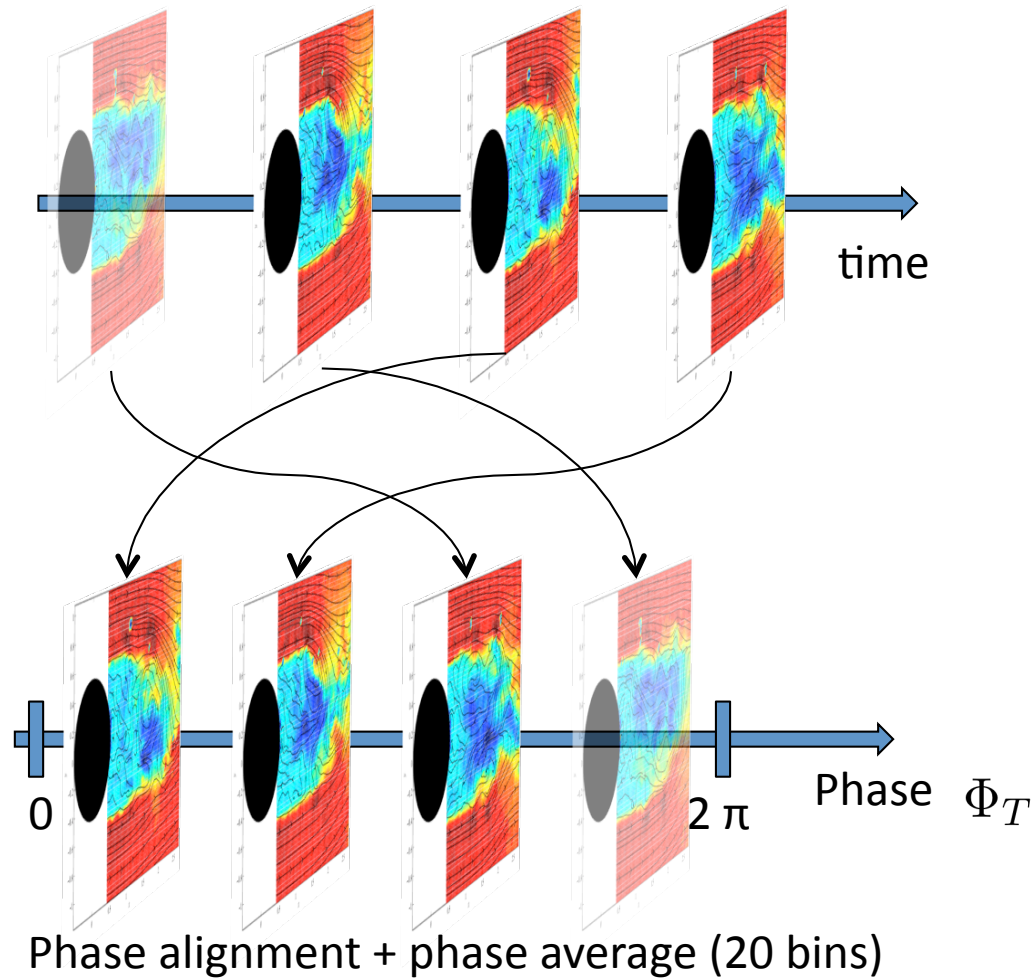 time
0
2 π
Phase Φ_T
Phase alignment + phase average (20 bins)